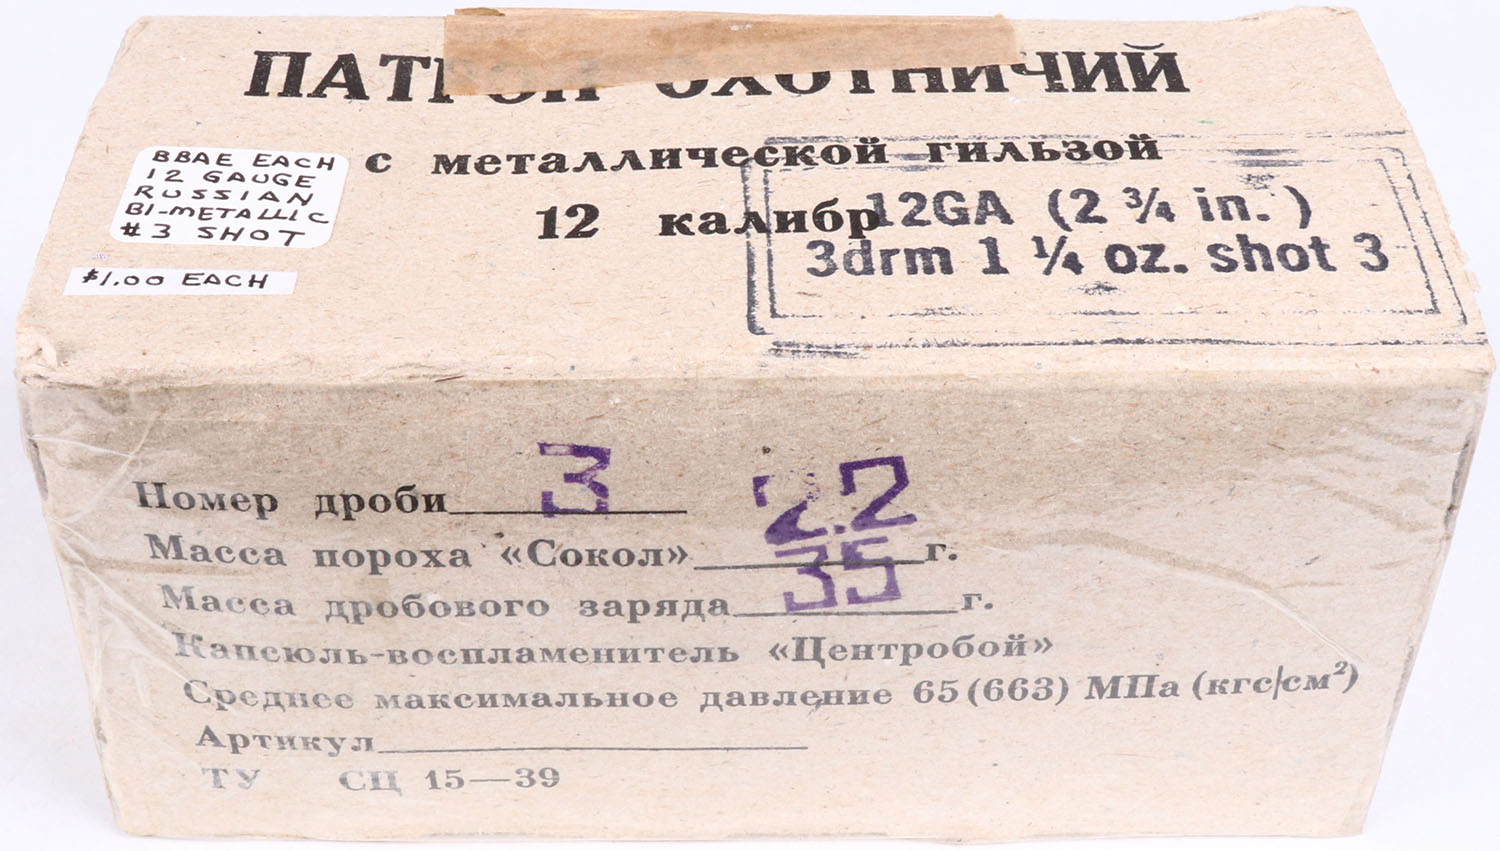 ПАТРОН ОХОТНИЧИЙ
с металлической гильзой
12 калибр
BBAE EACH
12 GAUGE
RUSSIAN
BI-METALLIC
#3 SHOT
$1.00 EACH
12GA (2 ¾ in.)
3drm 1 ¼ oz. shot 3
Номер дроби 3
Масса пороха «Сокол» 2.2 г.
Масса дробового заряда 35 г.
Капсюль-воспламенитель «Центробой»
Среднее максимальное давление 65 (663) МПа (кгс/см²)
Артикул
ТУ СЦ 15—39